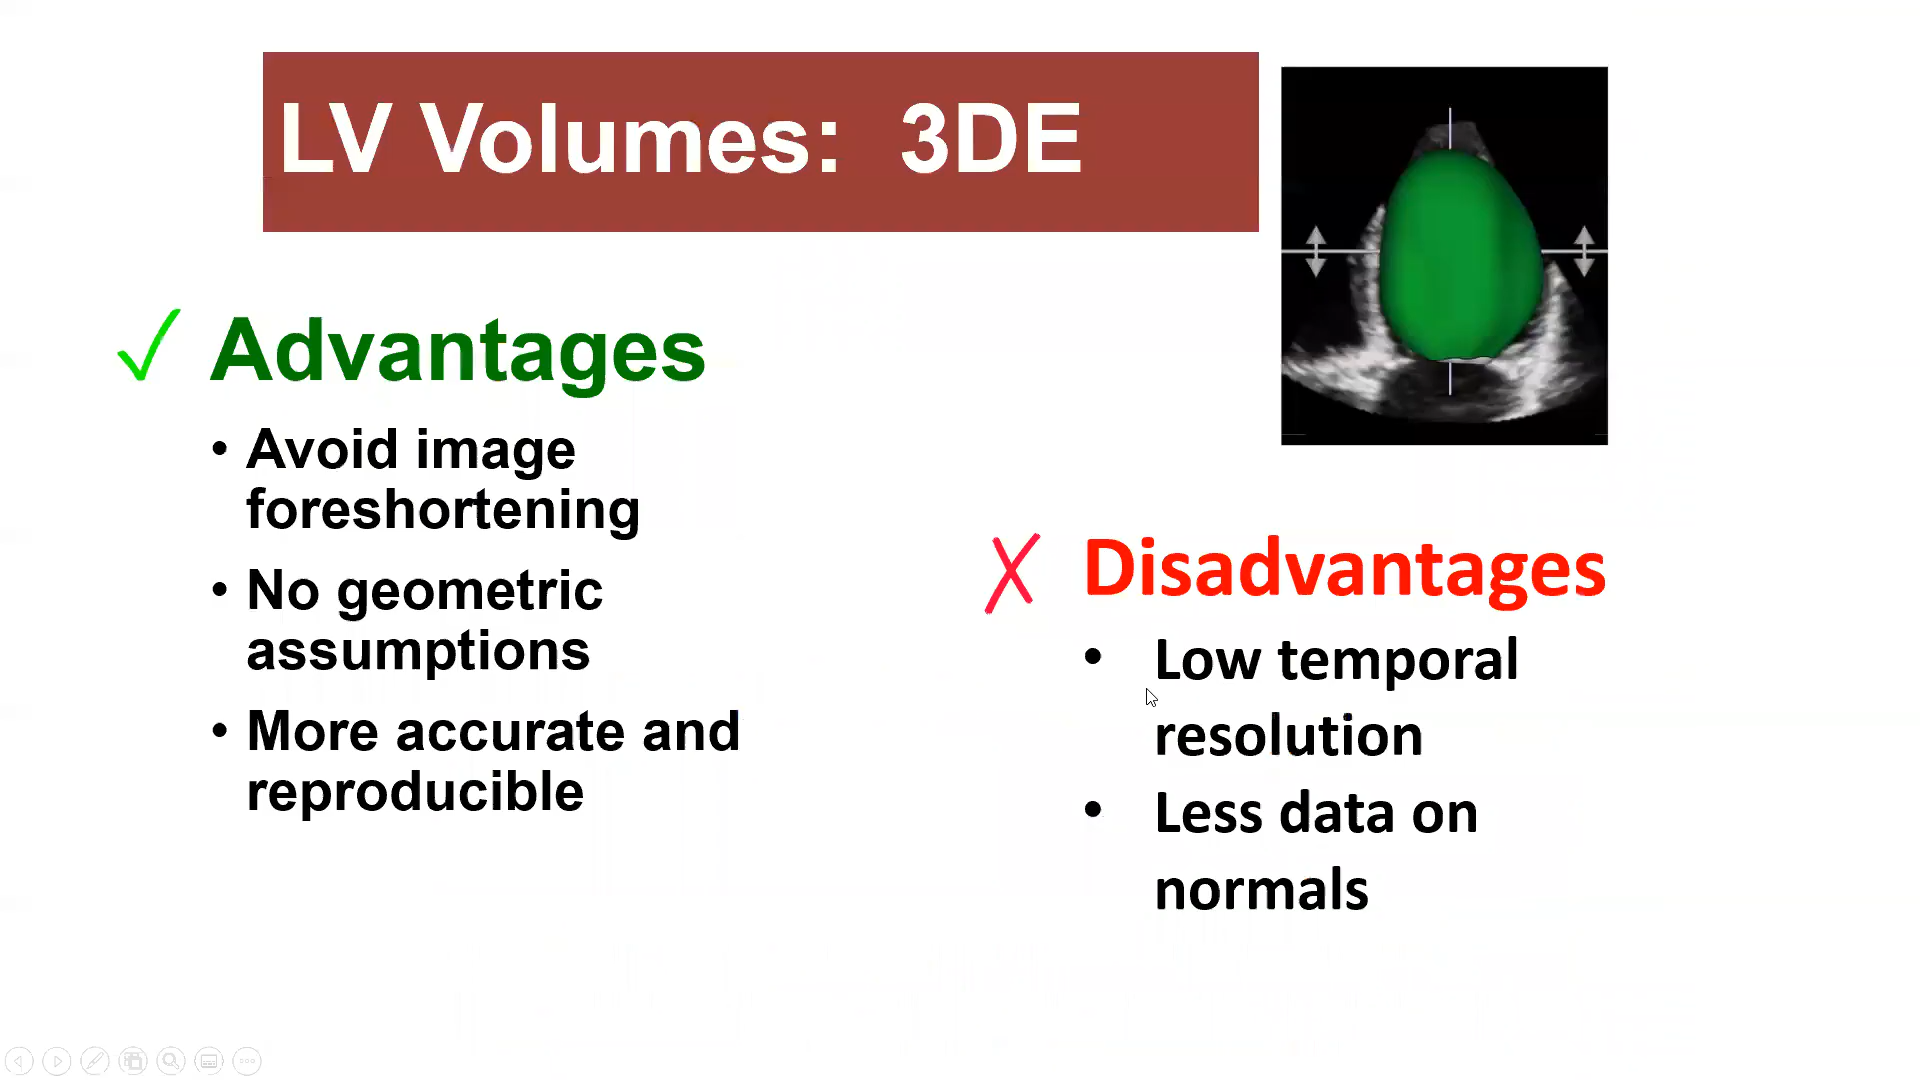 LV Volumes: 3DE
✓ Advantages
• Avoid image
foreshortening
• No geometric
assumptions
• More accurate and
reproducible
X Disadvantages
• Low temporal
resolution
• Less data on
normals